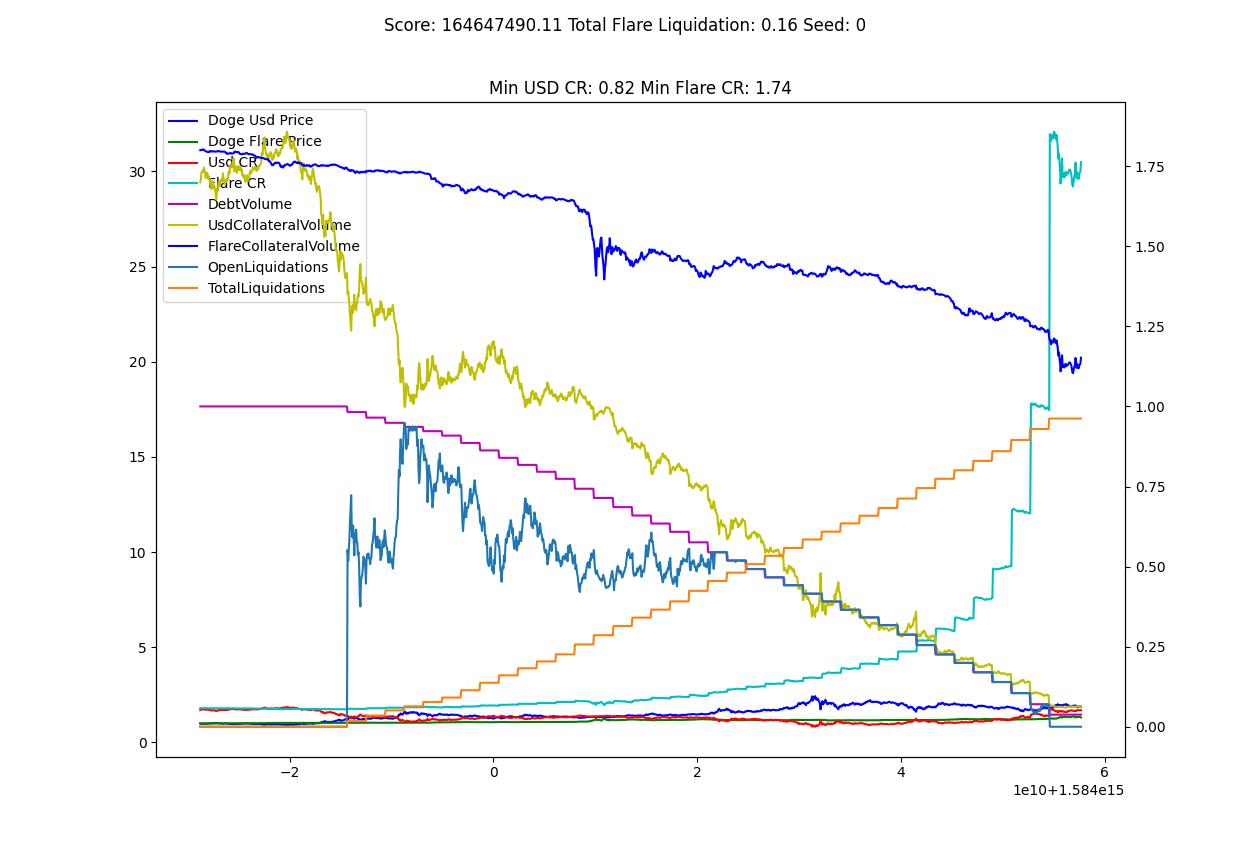 Score: 164647490.11 Total Flare Liquidation: 0.16 Seed: 0
Min USD CR: 0.82 Min Flare CR: 1.74
Doge Usd Price
Doge Flare Price
Usd CR
Flare CR
DebtVolume
UsdCollateralVolume
FlareCollateralVolume
OpenLiquidations
TotalLiquidations
30
25
20
15
10
5
0
1.75
1.50
1.25
1.00
0.75
0.50
0.25
0.00
−2
0
2
4
6
1e10+1.584e15